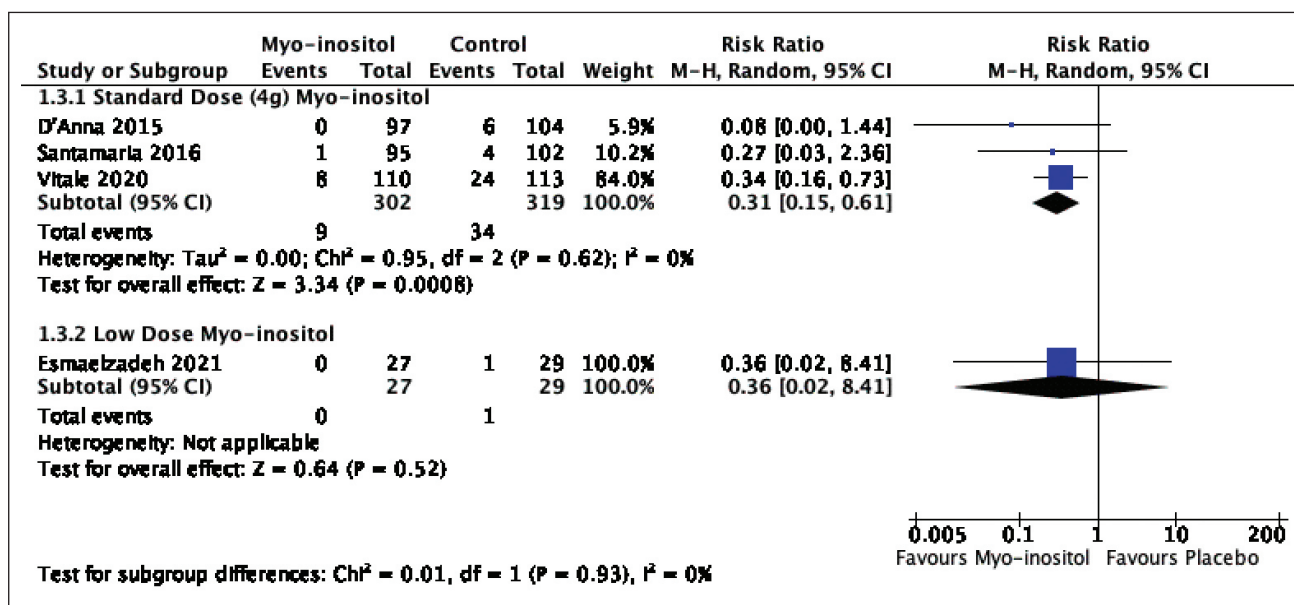 Myo-inositol Control Risk Ratio Risk Ratio
Study or Subgroup Events Total Events Total Weight M-H, Random, 95% CI M-H, Random, 95% CI
1.3.1 Standard Dose (4g) Myo-inositol
D'Anna 2015 0 97 6 104 5.9% 0.08 [0.00, 1.44]
Santamaria 2016 1 95 4 102 10.2% 0.27 [0.03, 2.36]
Vitale 2020 8 110 24 113 84.0% 0.34 [0.16, 0.73]
Subtotal (95% CI) 302 319 100.0% 0.31 [0.15, 0.61]
Total events 9 34
Heterogeneity: Tau² = 0.00; Chi² = 0.95, df = 2 (P = 0.62); I² = 0%
Test for overall effect: Z = 3.34 (P = 0.0008)
1.3.2 Low Dose Myo-inositol
Esmaelzadeh 2021 0 27 1 29 100.0% 0.36 [0.02, 8.41]
Subtotal (95% CI) 27 29 100.0% 0.36 [0.02, 8.41]
Total events 0 1
Heterogeneity: Not applicable
Test for overall effect: Z = 0.64 (P = 0.52)
0.005 0.1 1 10 200
Favours Myo-inositol Favours Placebo
Test for subgroup differences: Chi² = 0.01, df = 1 (P = 0.93), I² = 0%